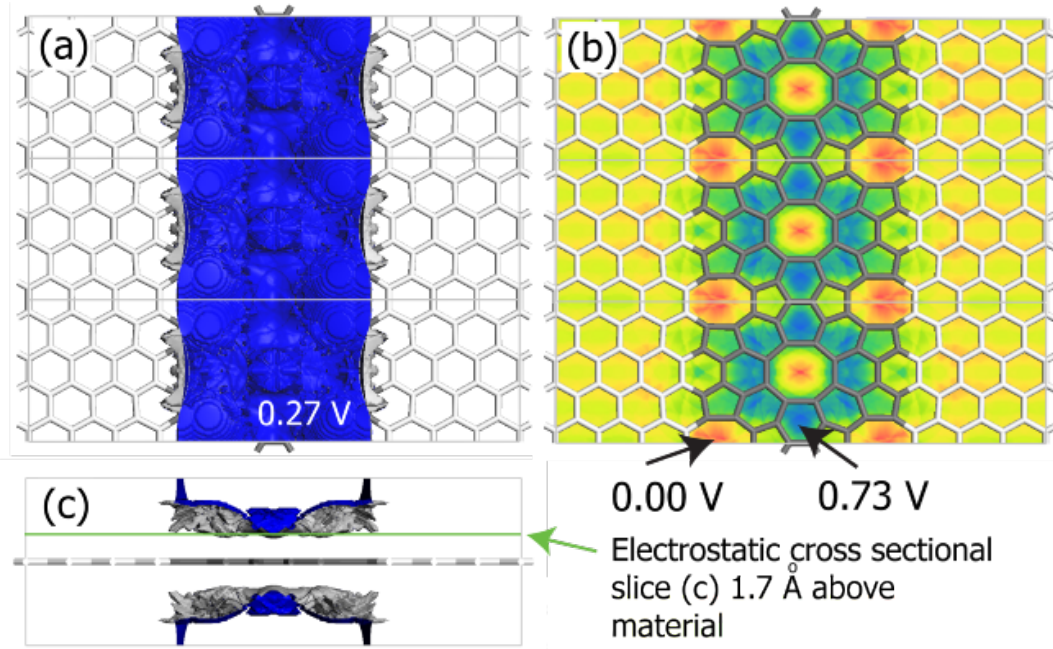 (a)
(b)
0.27 V
(c)
0.00 V
0.73 V
Electrostatic cross sectional
slice (c) 1.7 Å above
material